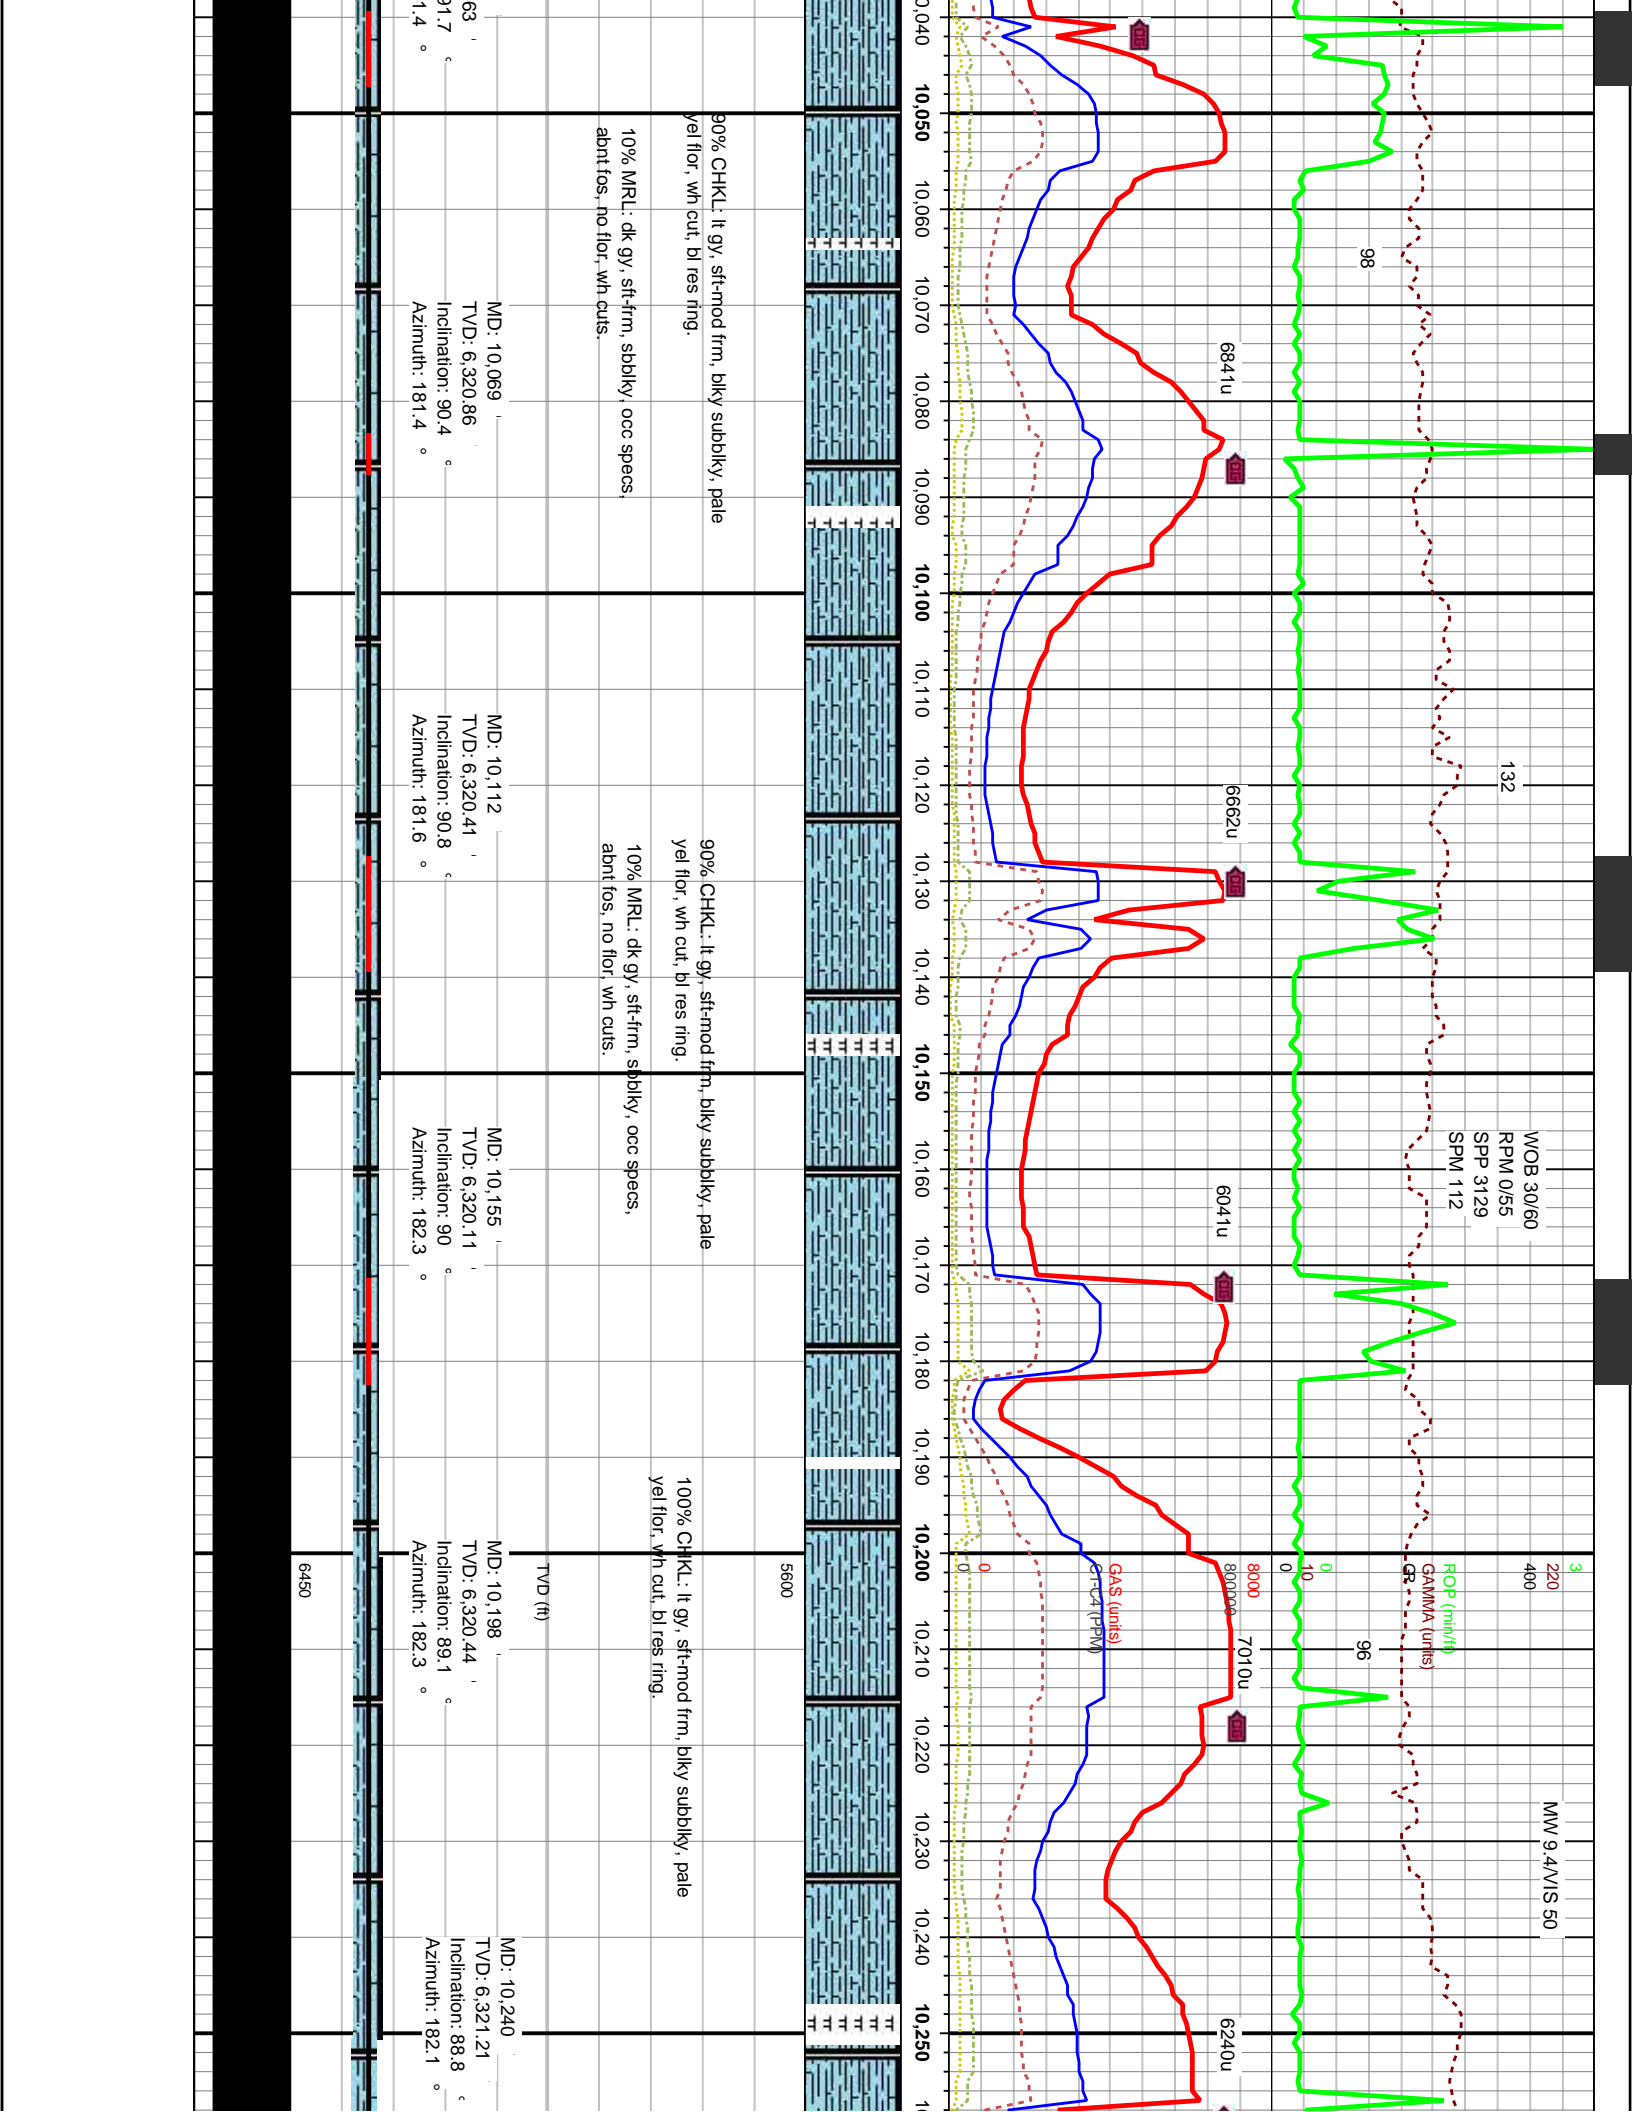 WOB 30/60
RPM 0/55
SPP 3129
SPM 112
MW 9.4/VIS 50
98
132
96
3
220
400
ROP (min/ft)
GAMMA (units)
0
10
0
6841u
6662u
6041u
7010u
6240u
8000
80000
GAS (units)
C1-C4 (PPM)
0
0
10,050
10,060
10,070
10,080
10,090
10,100
10,110
10,120
10,130
10,140
10,150
10,160
10,170
10,180
10,190
10,200
10,210
10,220
10,230
10,240
10,250
5600
TVD (ft)
6450
90% CHKL: lt gy, sft-mod frm, blky subblky, pale
yel flor, wh cut, bl res ring.
10% MRL: dk gy, sft-frm, sbblky, occ specs,
abnt fos, no flor, wh cuts.
90% CHKL: lt gy, sft-mod frm, blky subblky, pale
yel flor, wh cut, bl res ring.
10% MRL: dk gy, sft-frm, sbblky, occ specs,
abnt fos, no flor, wh cuts.
100% CHKL: lt gy, sft-mod frm, blky subblky, pale
yel flor, wh cut, bl res ring.
63 '
91.7 °
1.4 °
MD: 10,069 '
TVD: 6,320.86 '
Inclination: 90.4 °
Azimuth: 181.4 °
MD: 10,112 '
TVD: 6,320.41 '
Inclination: 90.8 °
Azimuth: 181.6 °
MD: 10,155 '
TVD: 6,320.11 '
Inclination: 90 °
Azimuth: 182.3 °
MD: 10,198 '
TVD: 6,320.44 '
Inclination: 89.1 °
Azimuth: 182.3 °
MD: 10,240 '
TVD: 6,321.21 '
Inclination: 88.8 °
Azimuth: 182.1 °